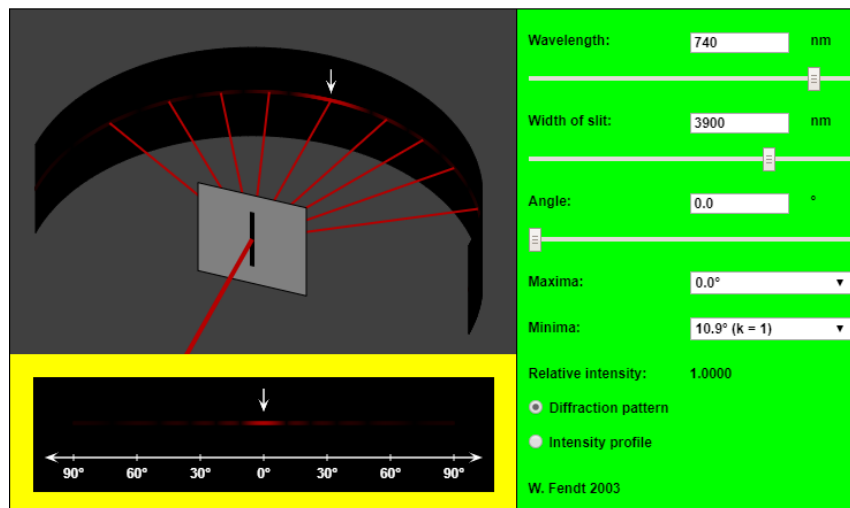 Wavelength: 740 nm
Width of slit: 3900 nm
Angle: 0.0 °
Maxima: 0.0°
Minima: 10.9° (k = 1)
Relative intensity: 1.0000
Diffraction pattern
Intensity profile
W. Fendt 2003
90° 60° 30° 0° 30° 60° 90°